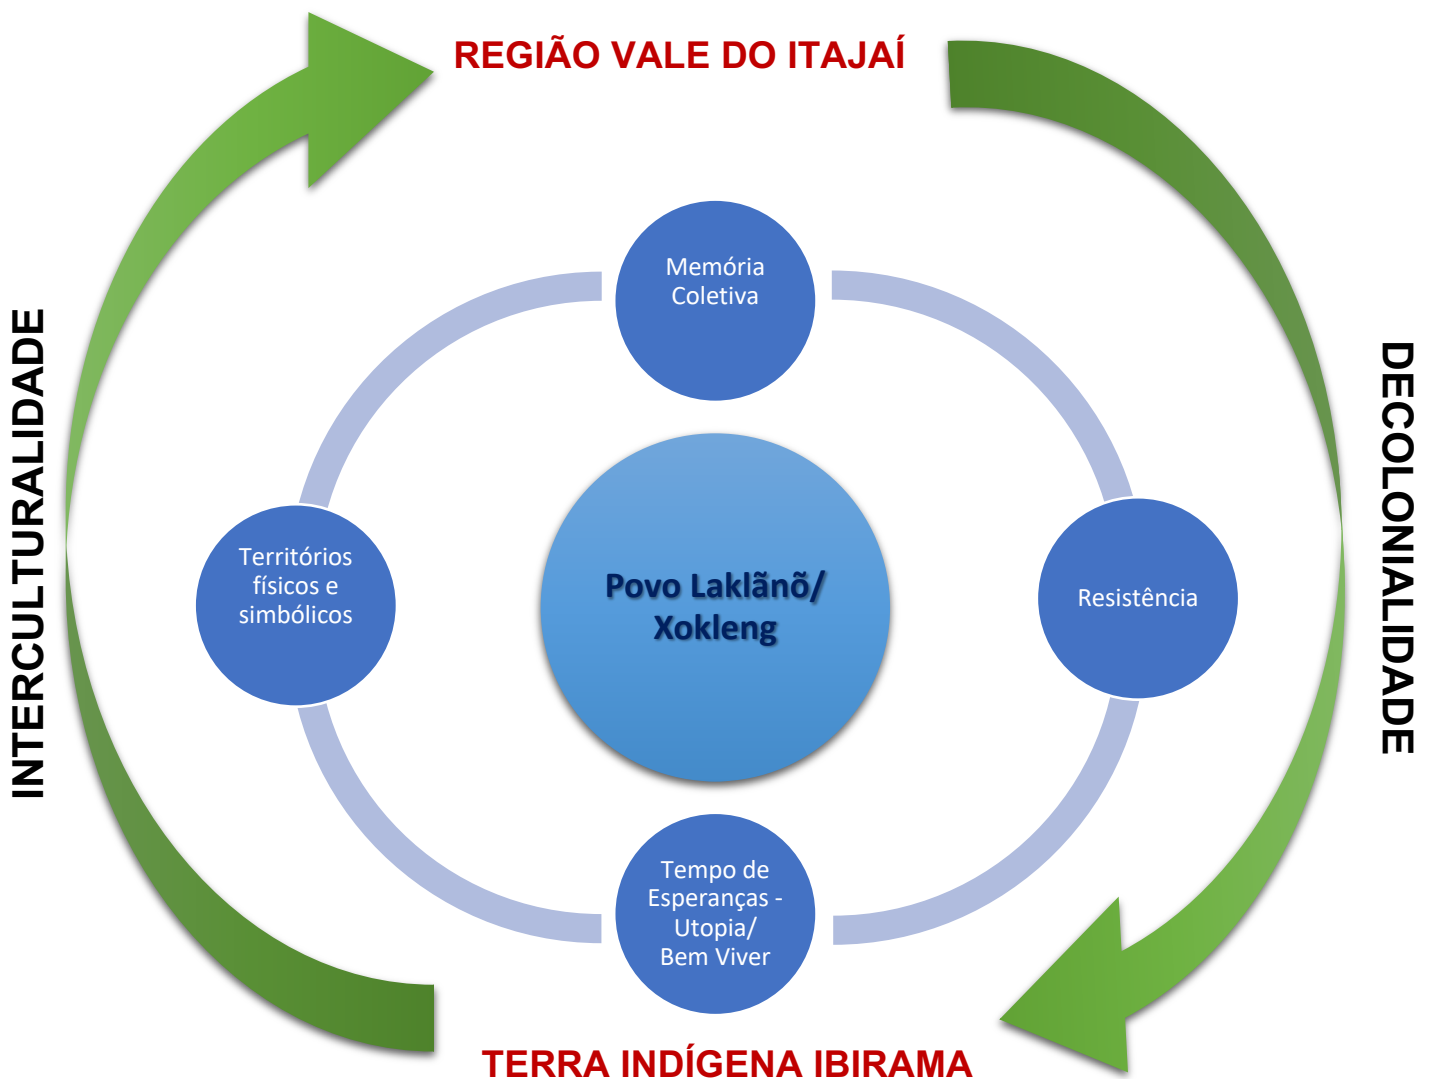 REGIÃO VALE DO ITAJAÍ
Memória
Coletiva
INTERCULTURALIDADE
DECOLONIALIDADE
Territórios
físicos e
simbólicos
Povo Laklãnõ/
Xokleng
Resistência
Tempo de
Esperanças -
Utopia/
Bem Viver
TERRA INDÍGENA IBIRAMA